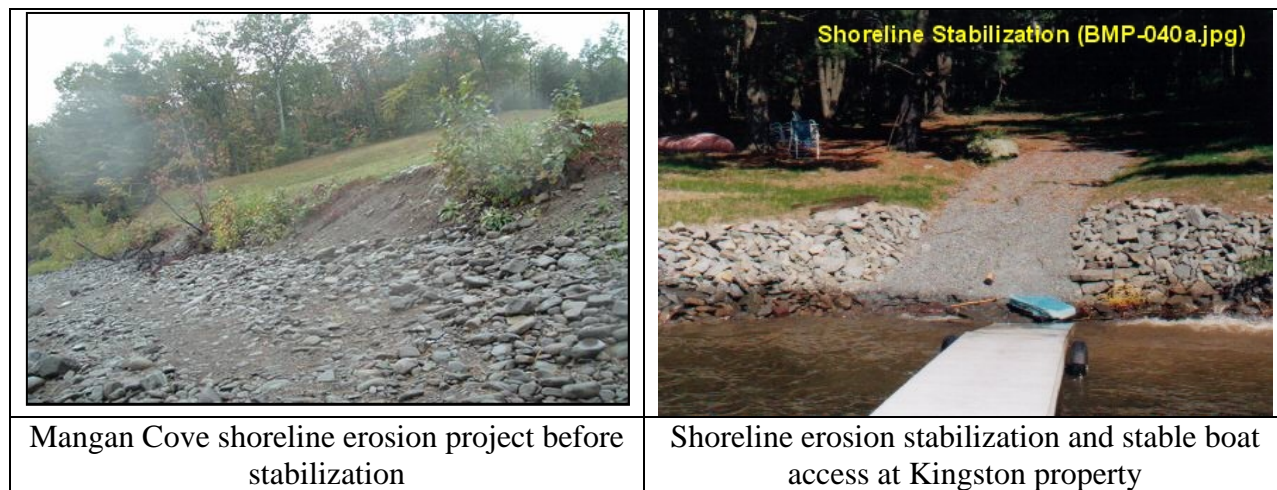 Shoreline Stabilization (BMP-040a.jpg)
Mangan Cove shoreline erosion project before
stabilization
Shoreline erosion stabilization and stable boat
access at Kingston property